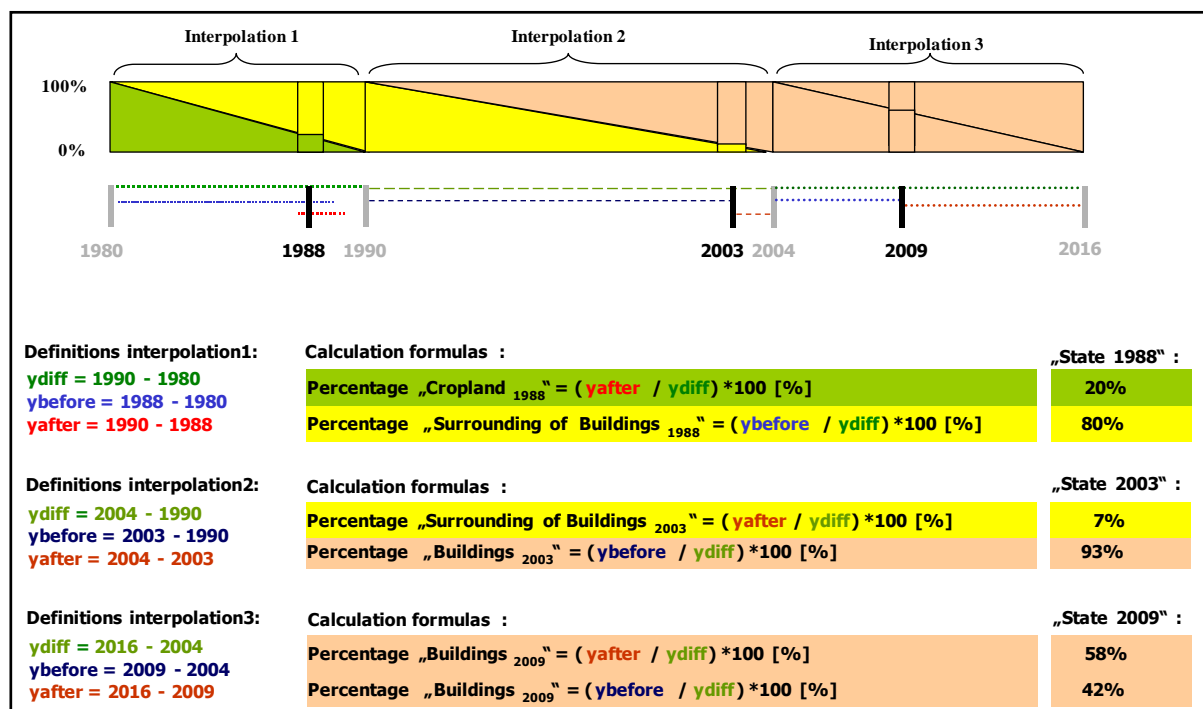 Interpolation 1 Interpolation 2 Interpolation 3
100%
0%
1980 1988 1990 2003 2004 2009 2016
Definitions interpolation1: Calculation formulas : „State 1988“ :
ydiff = 1990 - 1980 Percentage „Cropland 1988“ = (yafter / ydiff) *100 [%] 20%
ybefore = 1988 - 1980
yafter = 1990 - 1988 Percentage „Surrounding of Buildings 1988“ = (ybefore / ydiff) *100 [%] 80%
Definitions interpolation2: Calculation formulas : „State 2003“ :
ydiff = 2004 - 1990 Percentage „Surrounding of Buildings 2003“ = (yafter / ydiff) *100 [%] 7%
ybefore = 2003 - 1990 Percentage „Buildings 2003“ = (ybefore / ydiff) *100 [%] 93%
yafter = 2004 - 2003
Definitions interpolation3: Calculation formulas : „State 2009“ :
ydiff = 2016 - 2004 Percentage „Buildings 2009“ = (yafter / ydiff) *100 [%] 58%
ybefore = 2009 - 2004
yafter = 2016 - 2009 Percentage „Buildings 2009“ = (ybefore / ydiff) *100 [%] 42%